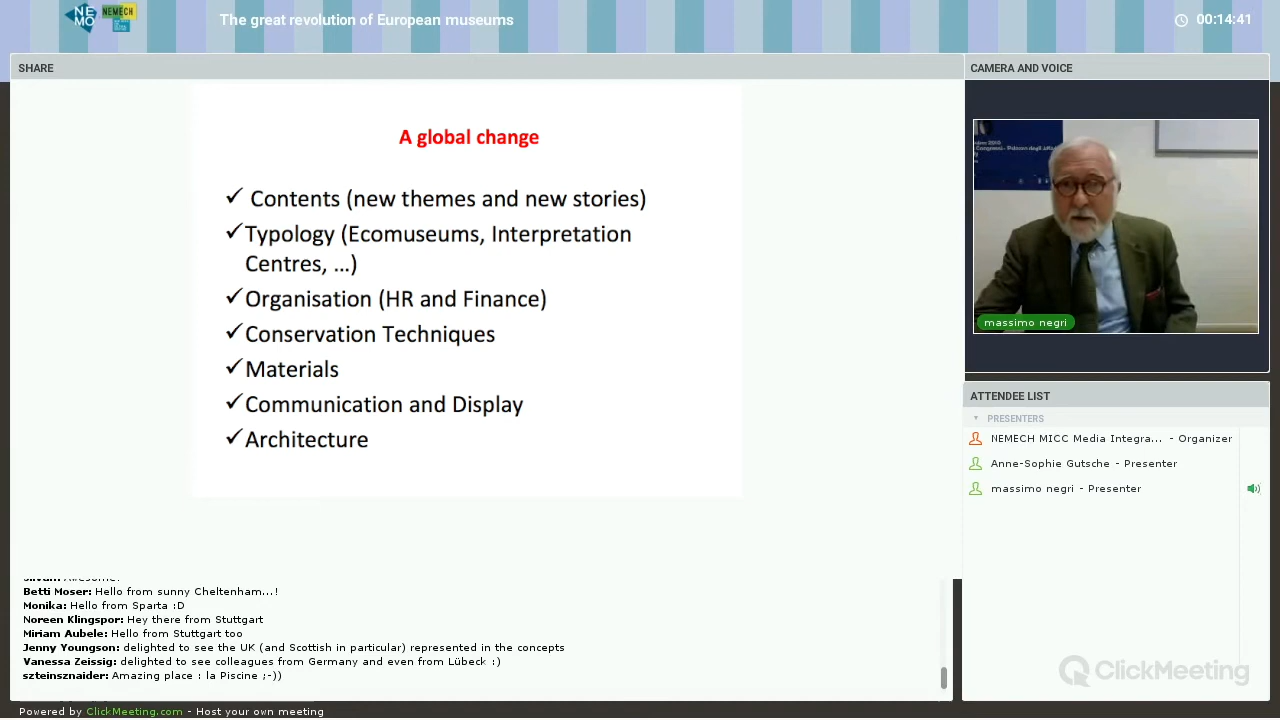 NE
MO
NEMECH
The great revolution of European museums
00:14:41
SHARE
CAMERA AND VOICE
A global change
✓ Contents (new themes and new stories)
✓ Typology (Ecomuseums, Interpretation
Centres, ...)
✓ Organisation (HR and Finance)
✓ Conservation Techniques
✓ Materials
✓ Communication and Display
✓ Architecture
massimo negri
ATTENDEE LIST
PRESENTERS
NEMECH MICC Media Integra... - Organizer
Anne-Sophie Gutsche - Presenter
massimo negri - Presenter
Betti Moser: Hello from sunny Cheltenham...!
Monika: Hello from Sparta :D
Noreen Klingspor: Hey there from Stuttgart
Miriam Aubele: Hello from Stuttgart too
Jenny Youngson: delighted to see the UK (and Scottish in particular) represented in the concepts
Vanessa Zeissig: delighted to see colleagues from Germany and even from Lübeck :)
szteinsznaider: Amazing place : la Piscine ;-))
ClickMeeting
Powered by ClickMeeting.com - Host your own meeting